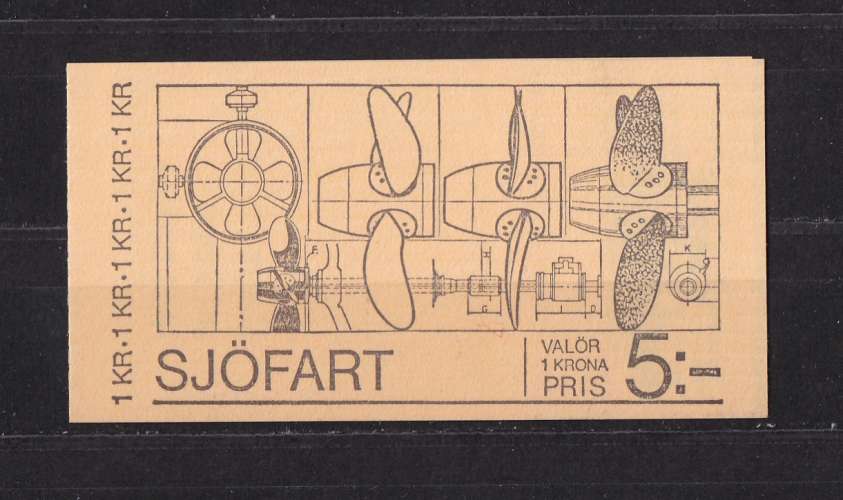 1 KR•1 KR•1 KR•1 KR•1 KR
F
H
G
D
K
SJÖFART
VALÖR
1 KRONA
PRIS
5:-